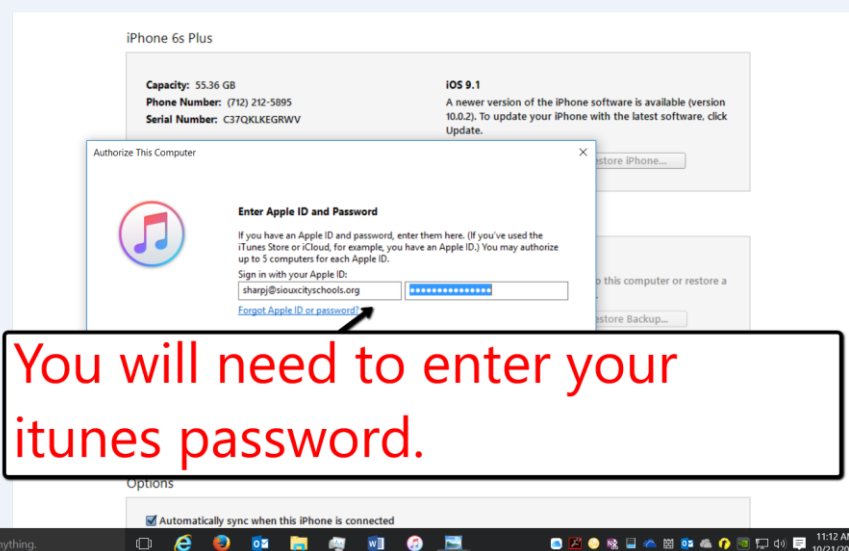 iPhone 6s Plus
Capacity: 55.36 GB
Phone Number: (712) 212-5895
Serial Number: C37QKLKEGRWV
iOS 9.1
A newer version of the iPhone software is available (version
10.0.2). To update your iPhone with the latest software, click
Update.
estore iPhone...
Authorize This Computer
Enter Apple ID and Password
If you have an Apple ID and password, enter them here. (If you've used the
iTunes Store or iCloud, for example, you have an Apple ID.) You may authorize
up to 5 computers for each Apple ID.
Sign in with your Apple ID:
sharpj@siouxcityschools.org
Forgot Apple ID or password?
o this computer or restore a
estore Backup...
You will need to enter your
itunes password.
Options
Automatically sync when this iPhone is connected
nything.
11:12 AM